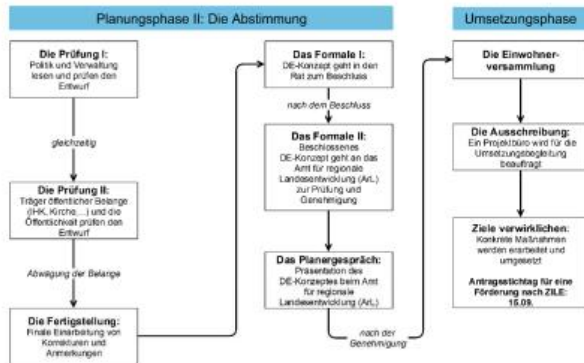 Planungsphase II: Die Abstimmung
Die Prüfung I:
Politik und Verwaltung
lesen und prüfen den
Entwurf
gleichzeitig
Die Prüfung II:
Träger öffentlicher Belange
(IHK, Kirche,...) und die
Öffentlichkeit prüfen den
Entwurf
Abwägung der Belange
Die Fertigstellung:
Finale Einarbeitung von
Korrekturen und
Anmerkungen
Das Formale I:
DE-Konzept geht in den
Rat zum Beschluss
nach dem Beschluss
Das Formale II:
Beschlossenes
DE-Konzept geht an das
Amt für regionale
Landesentwicklung (ArL)
zur Prüfung und
Genehmigung
Das Planergespräch:
Präsentation des
DE-Konzeptes beim Amt
für regionale
Landesentwicklung (ArL)
nach der
Genehmigung
Umsetzungsphase
Die Einwohner-
versammlung
Die Ausschreibung:
Ein Projektbüro wird für die
Umsetzungsbegleitung
beauftragt
Ziele verwirklichen:
Konkrete Maßnahmen
werden erarbeitet und
umgesetzt
Antragsstichtag für eine
Förderung nach ZILE:
15.09.